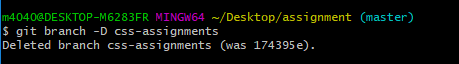 m4040@DESKTOP-M6283FR MINGW64 ~/Desktop/assignment (master)
$ git branch -D css-assignments
Deleted branch css-assignments (was 174395e).